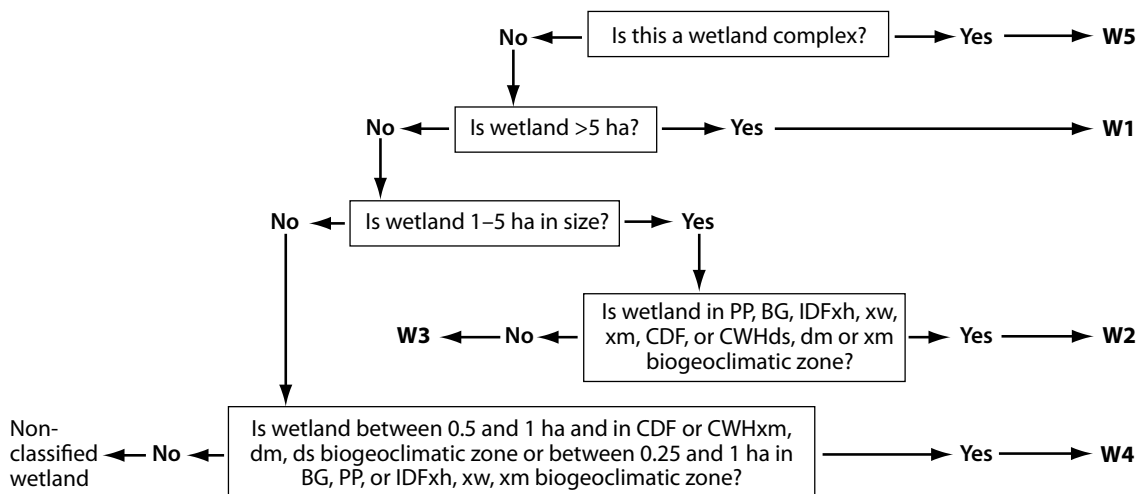 No
Is this a wetland complex?
Yes
W5
No
Is wetland >5 ha?
Yes
W1
No
Is wetland 1–5 ha in size?
Yes
Is wetland in PP, BG, IDFxh, xw,
xm, CDF, or CWHds, dm or xm
biogeoclimatic zone?
W3
No
Yes
W2
Is wetland between 0.5 and 1 ha and in CDF or CWHxm,
dm, ds biogeoclimatic zone or between 0.25 and 1 ha in
BG, PP, or IDFxh, xw, xm biogeoclimatic zone?
Non-
classified
wetland
No
Yes
W4